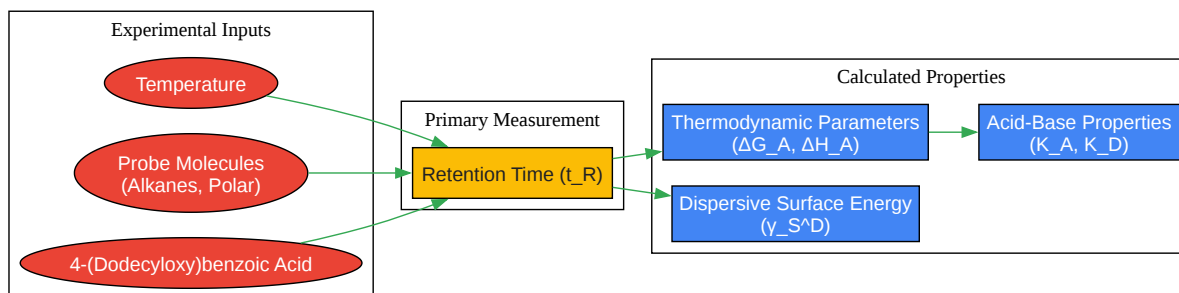 Experimental Inputs
Temperature
Probe Molecules
(Alkanes, Polar)
4-(Dodecyloxy)benzoic Acid
Primary Measurement
Retention Time (t_R)
Calculated Properties
Thermodynamic Parameters
(ΔG_A, ΔH_A)
Acid-Base Properties
(K_A, K_D)
Dispersive Surface Energy
(γ_S^D)